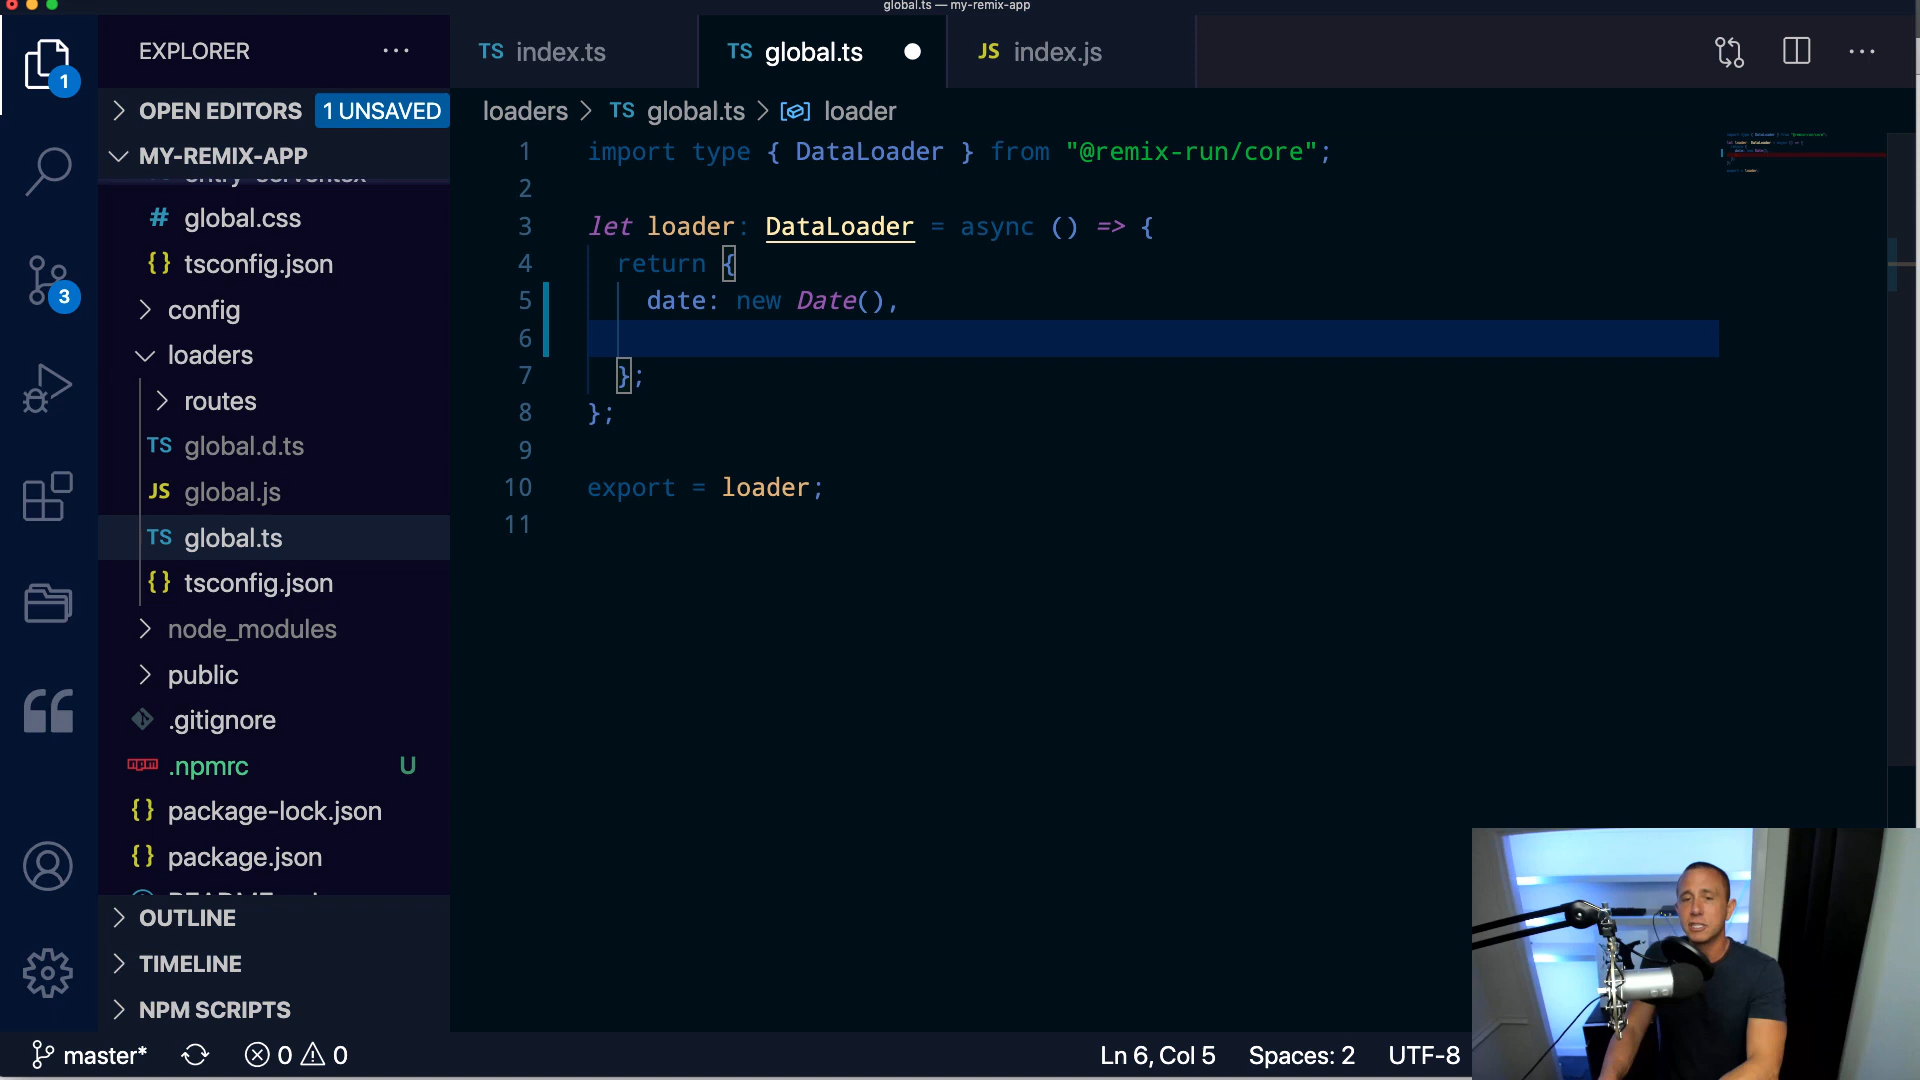 global.ts — my-remix-app
EXPLORER
TS index.ts
TS global.ts
JS index.js
1
OPEN EDITORS 1 UNSAVED
loaders TS global.ts loader
MY-REMIX-APP
# global.css
{} tsconfig.json
config
loaders
routes
TS global.d.ts
JS global.js
TS global.ts
{} tsconfig.json
node_modules
public
.gitignore
npm .npmrc U
{} package-lock.json
{} package.json
OUTLINE
TIMELINE
NPM SCRIPTS
3
1 import type { DataLoader } from "@remix-run/core";
2
3 let loader: DataLoader = async () => {
4 return {
5 date: new Date(),
6
7 };
8 };
9
10 export = loader;
11
master* 0 0 Ln 6, Col 5 Spaces: 2 UTF-8